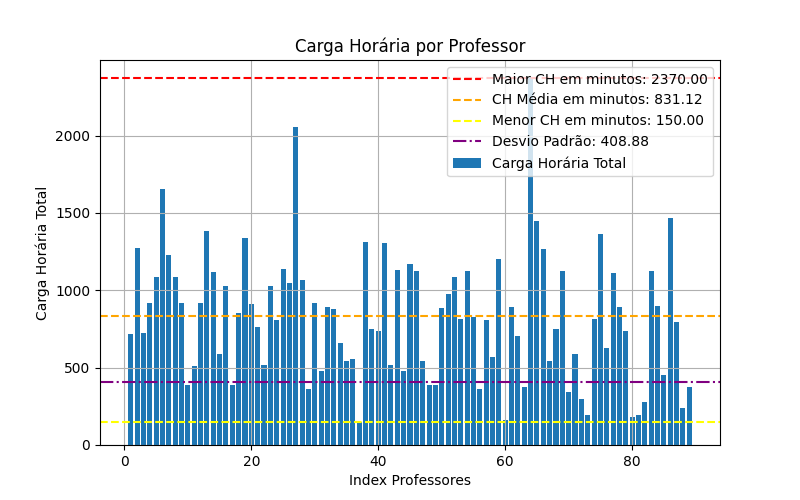 Carga Horária por Professor
Maior CH em minutos: 2370.00
CH Média em minutos: 831.12
Menor CH em minutos: 150.00
Desvio Padrão: 408.88
Carga Horária Total
Carga Horária Total
2000
1500
1000
500
0
0 20 40 60 80
Index Professores